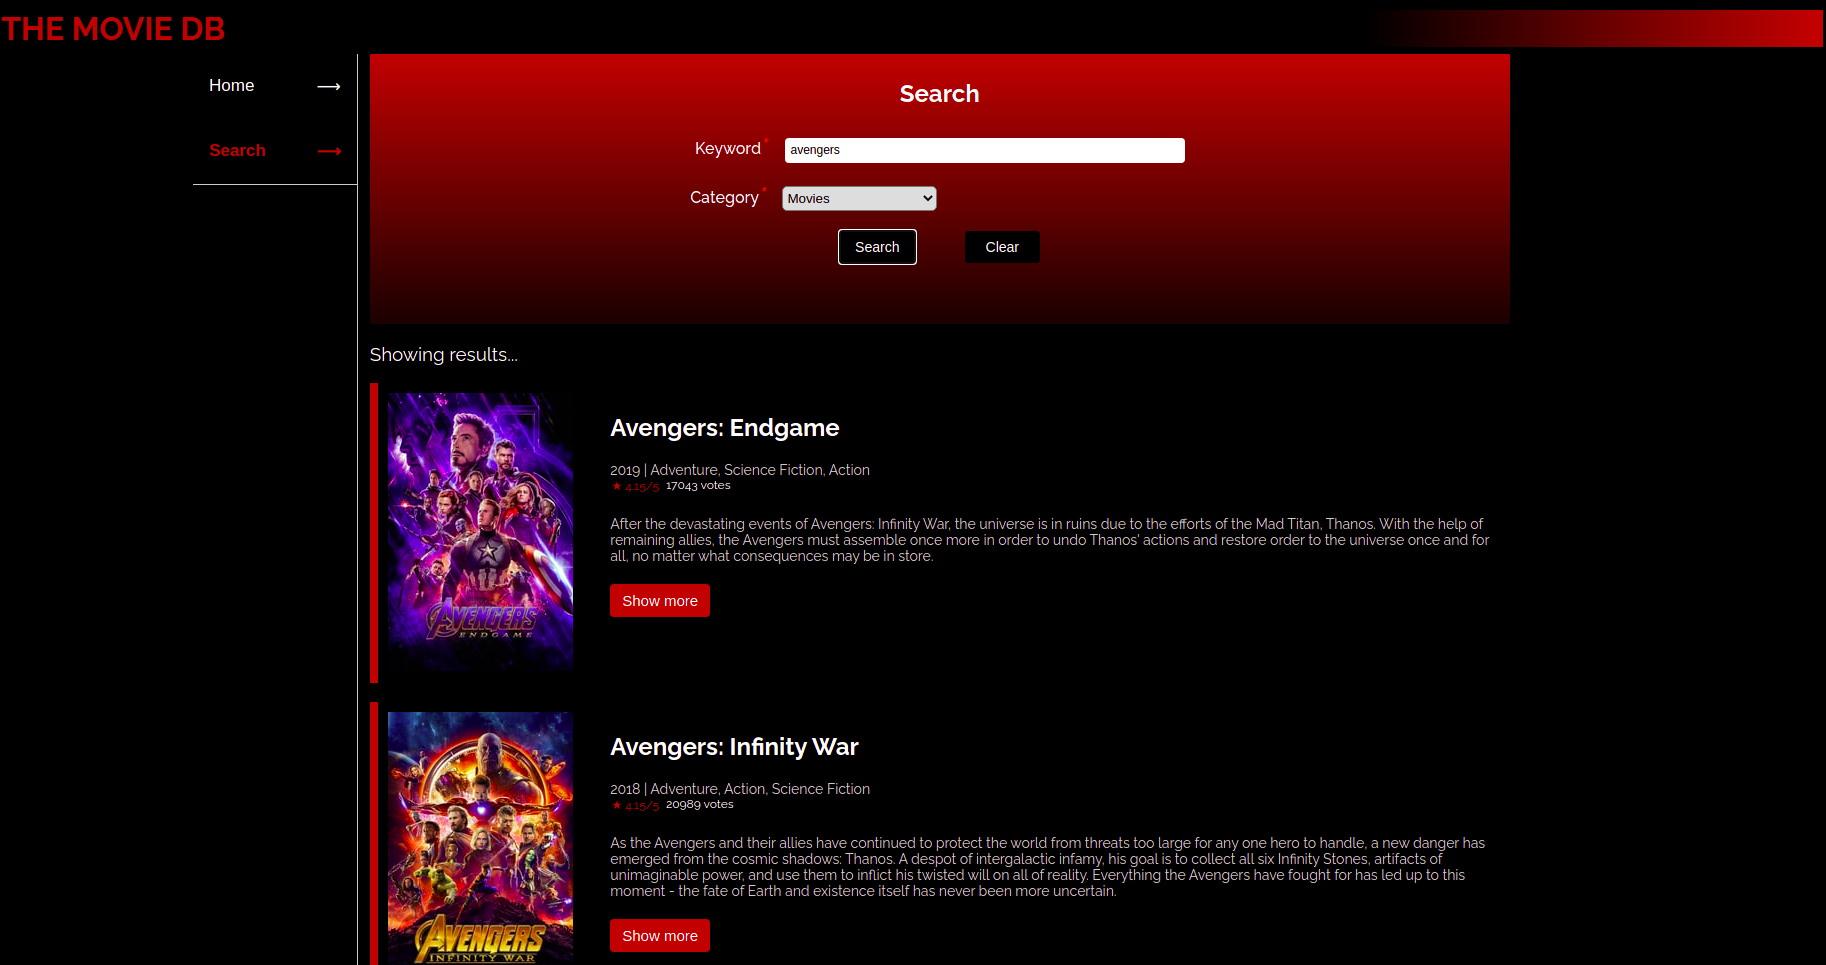 THE MOVIE DB
Home ⟶
Search ⟶
Search
Keyword *
avengers
Category *
Movies
Search Clear
Showing results...
AVENGERS
ENDGAME
Avengers: Endgame
2019 | Adventure, Science Fiction, Action
★ 4.15/5 17043 votes
After the devastating events of Avengers: Infinity War, the universe is in ruins due to the efforts of the Mad Titan, Thanos. With the help of
remaining allies, the Avengers must assemble once more in order to undo Thanos' actions and restore order to the universe once and for
all, no matter what consequences may be in store.
Show more
AVENGERS
INFINITY WAR
Avengers: Infinity War
2018 | Adventure, Action, Science Fiction
★ 4.15/5 20989 votes
As the Avengers and their allies have continued to protect the world from threats too large for any one hero to handle, a new danger has
emerged from the cosmic shadows: Thanos. A despot of intergalactic infamy, his goal is to collect all six Infinity Stones, artifacts of
unimaginable power, and use them to inflict his twisted will on all of reality. Everything the Avengers have fought for has led up to this
moment - the fate of Earth and existence itself has never been more uncertain.
Show more